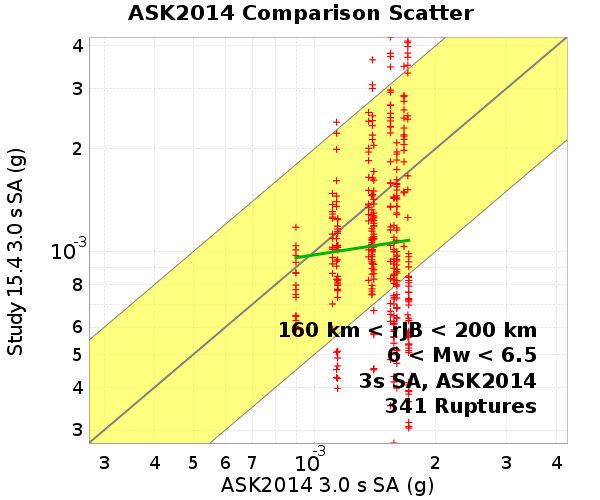 ASK2014 Comparison Scatter
Study 15.4 3.0 s SA (g)
4
3
2
10-3
8
6
5
4
3
160 km < rJB < 200 km
6 < Mw < 6.5
3s SA, ASK2014
341 Ruptures
3 4 5 6 7 10-3 2 3 4
ASK2014 3.0 s SA (g)